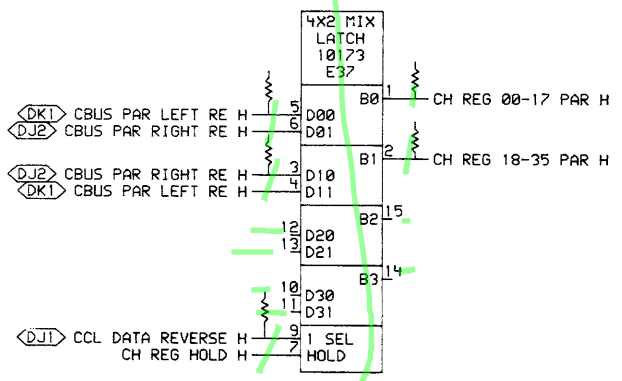 4X2 MIX
LATCH
10173
E37
B0 1 CH REG 00-17 PAR H
DK1 CBUS PAR LEFT RE H 5 D00
DJ2 CBUS PAR RIGHT RE H 6 D01
B1 2 CH REG 18-35 PAR H
DJ2 CBUS PAR RIGHT RE H 3 D10
DK1 CBUS PAR LEFT RE H 4 D11
B2 15
12 D20
13 D21
B3 14
10 D30
11 D31
DJ1 CCL DATA REVERSE H 9 1 SEL
CH REG HOLD H 7 HOLD